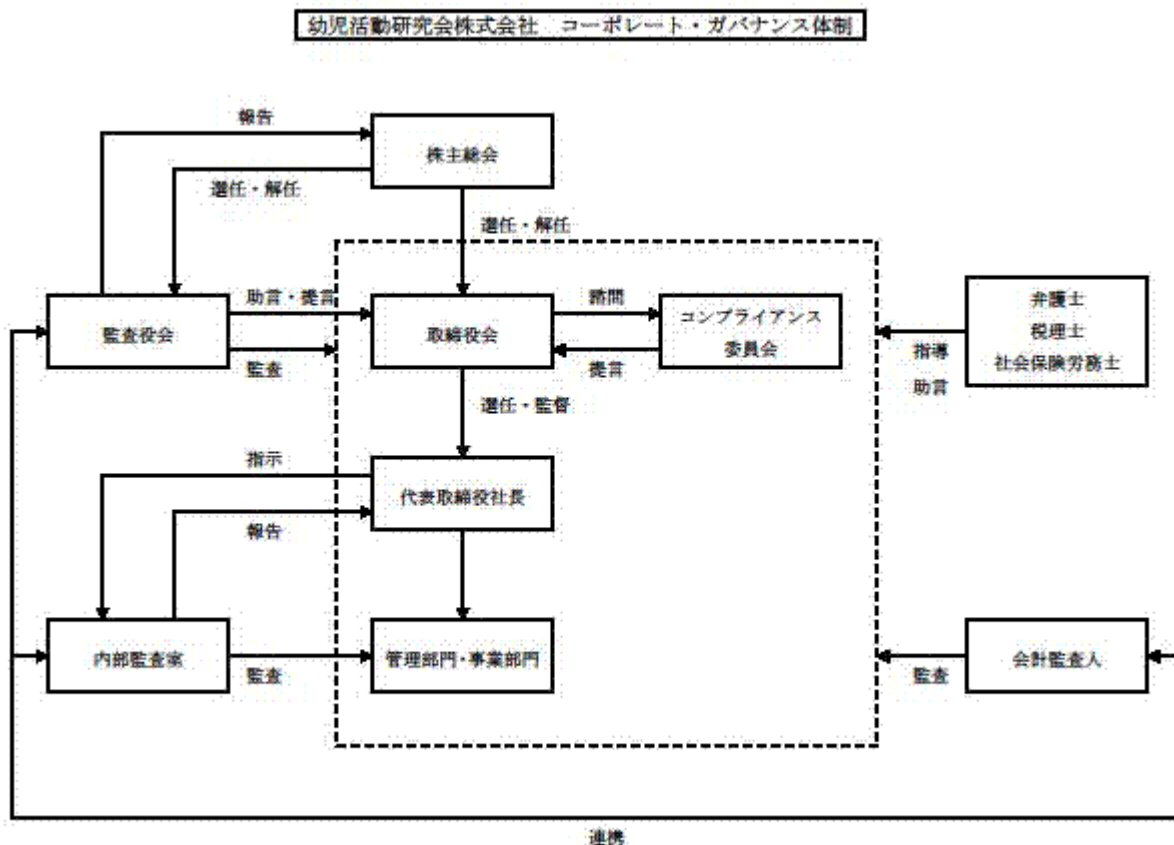 幼児活動研究会株式会社　コーポレート・ガバナンス体制
報告
株主総会
選任・解任
選任・解任
助言・提言
諮問
監査役会
取締役会
コンプライアンス
委員会
弁護士
税理士
社会保険労務士
監査
提言
指導
助言
選任・監督
指示
代表取締役社長
報告
内部監査室
管理部門・事業部門
会計監査人
監査
監査
連携